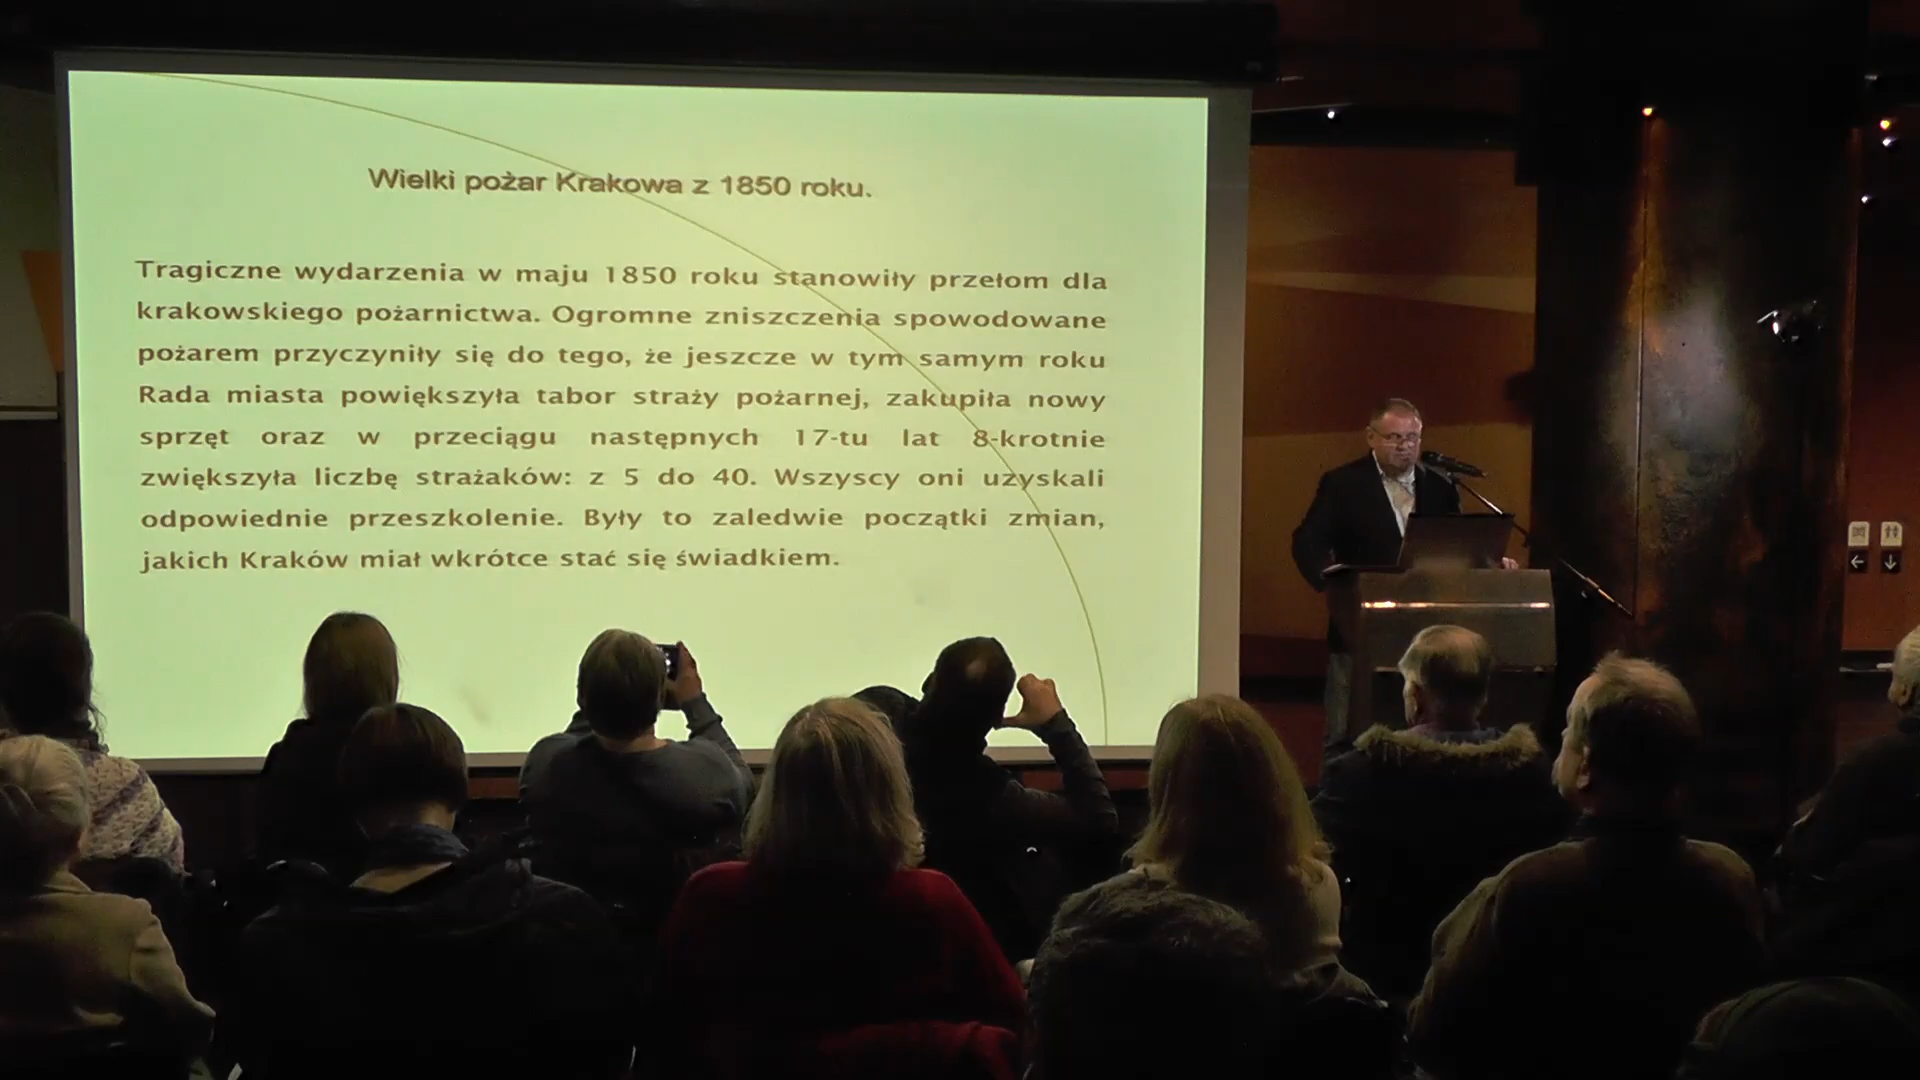 Wielki pożar Krakowa z 1850 roku.
Tragiczne wydarzenia w maju 1850 roku stanowiły przełom dla
krakowskiego pożarnictwa. Ogromne zniszczenia spowodowane
pożarem przyczyniły się do tego, że jeszcze w tym samym roku
Rada miasta powiększyła tabor straży pożarnej, zakupiła nowy
sprzęt oraz w przeciągu następnych 17-tu lat 8-krotnie
zwiększyła liczbę strażaków: z 5 do 40. Wszyscy oni uzyskali
odpowiednie przeszkolenie. Były to zaledwie początki zmian,
jakich Kraków miał wkrótce stać się świadkiem.